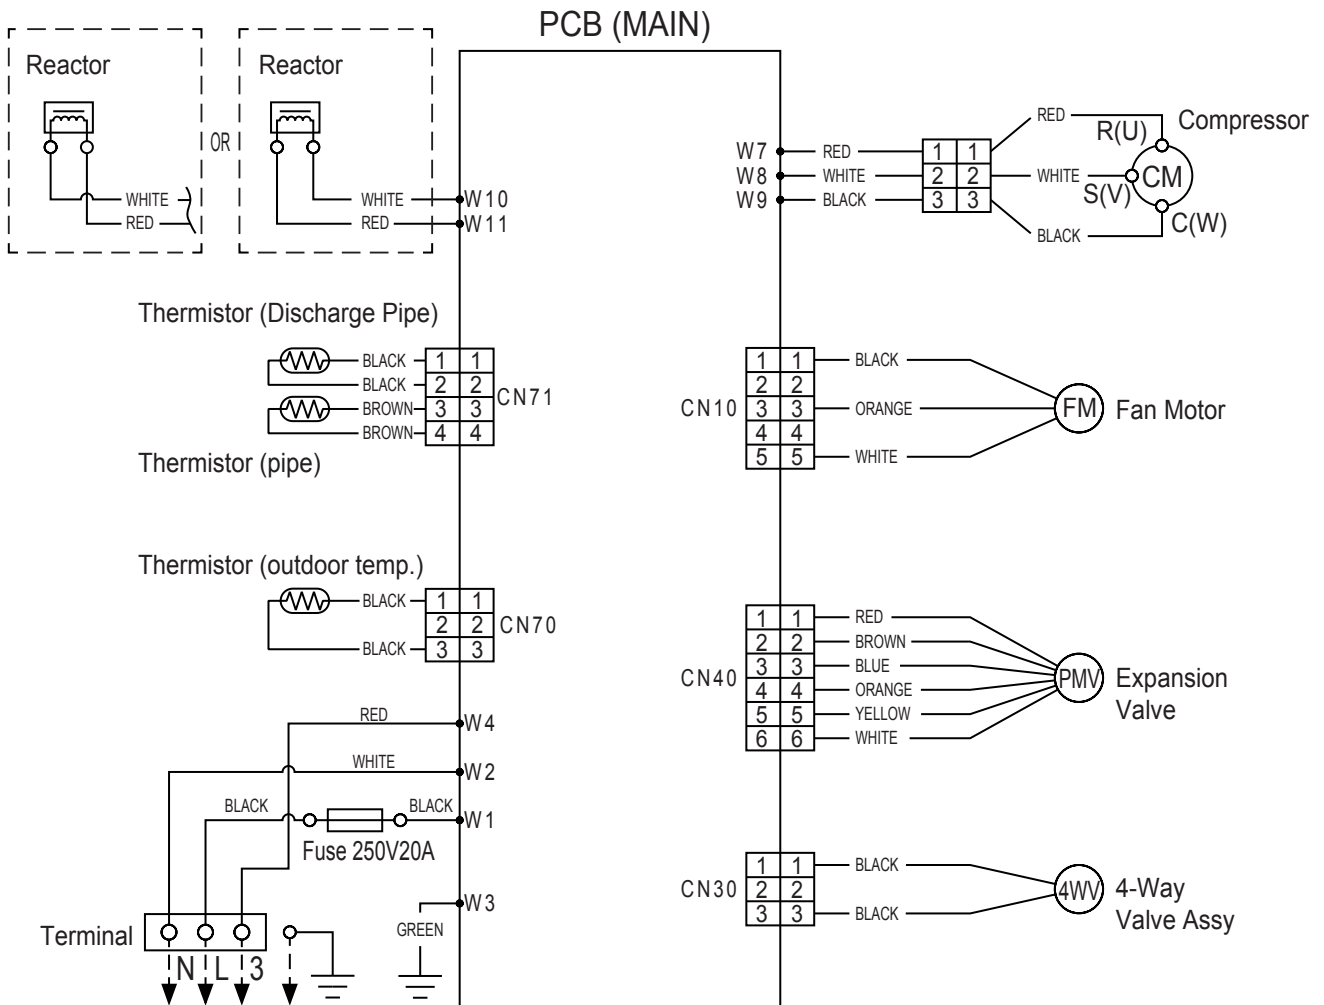 PCB (MAIN)
Reactor
WHITE
RED
OR
Reactor
WHITE
RED
W10
W11
W7
W8
W9
RED
WHITE
BLACK
1 1
2 2
3 3
RED
WHITE
BLACK
R(U)
S(V)
C(W)
CM
Compressor
Thermistor (Discharge Pipe)
BLACK
BLACK
BROWN
BROWN
1 1
2 2
3 3
4 4
CN71
Thermistor (pipe)
CN10
1 1
2 2
3 3
4 4
5 5
BLACK
ORANGE
WHITE
FM
Fan Motor
Thermistor (outdoor temp.)
BLACK
BLACK
1 1
2 2
3 3
CN70
CN40
1 1
2 2
3 3
4 4
5 5
6 6
RED
BROWN
BLUE
ORANGE
YELLOW
WHITE
PMV
Expansion
Valve
RED
W4
WHITE
W2
BLACK
BLACK
W1
Fuse 250V20A
W3
GREEN
Terminal
N L 3
CN30
1 1
2 2
3 3
BLACK
BLACK
4WV
4-Way
Valve Assy